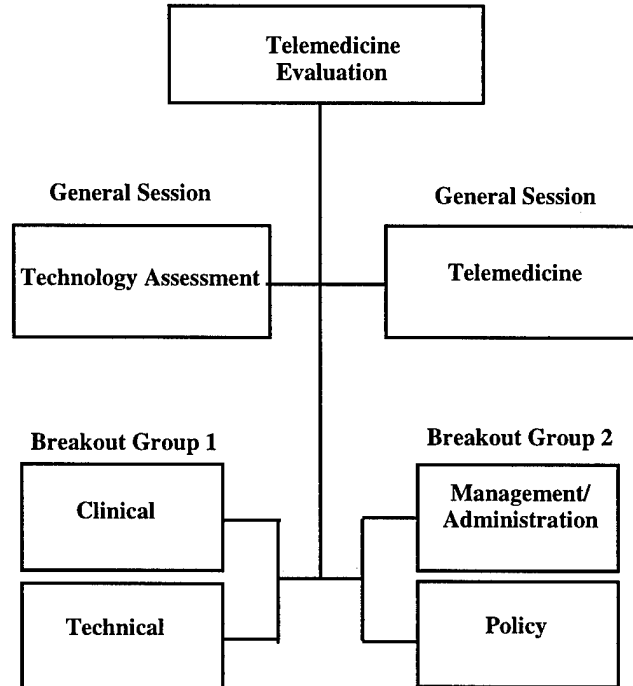 Telemedicine
Evaluation
General Session
General Session
Technology Assessment
Telemedicine
Breakout Group 1
Breakout Group 2
Clinical
Management/
Administration
Technical
Policy